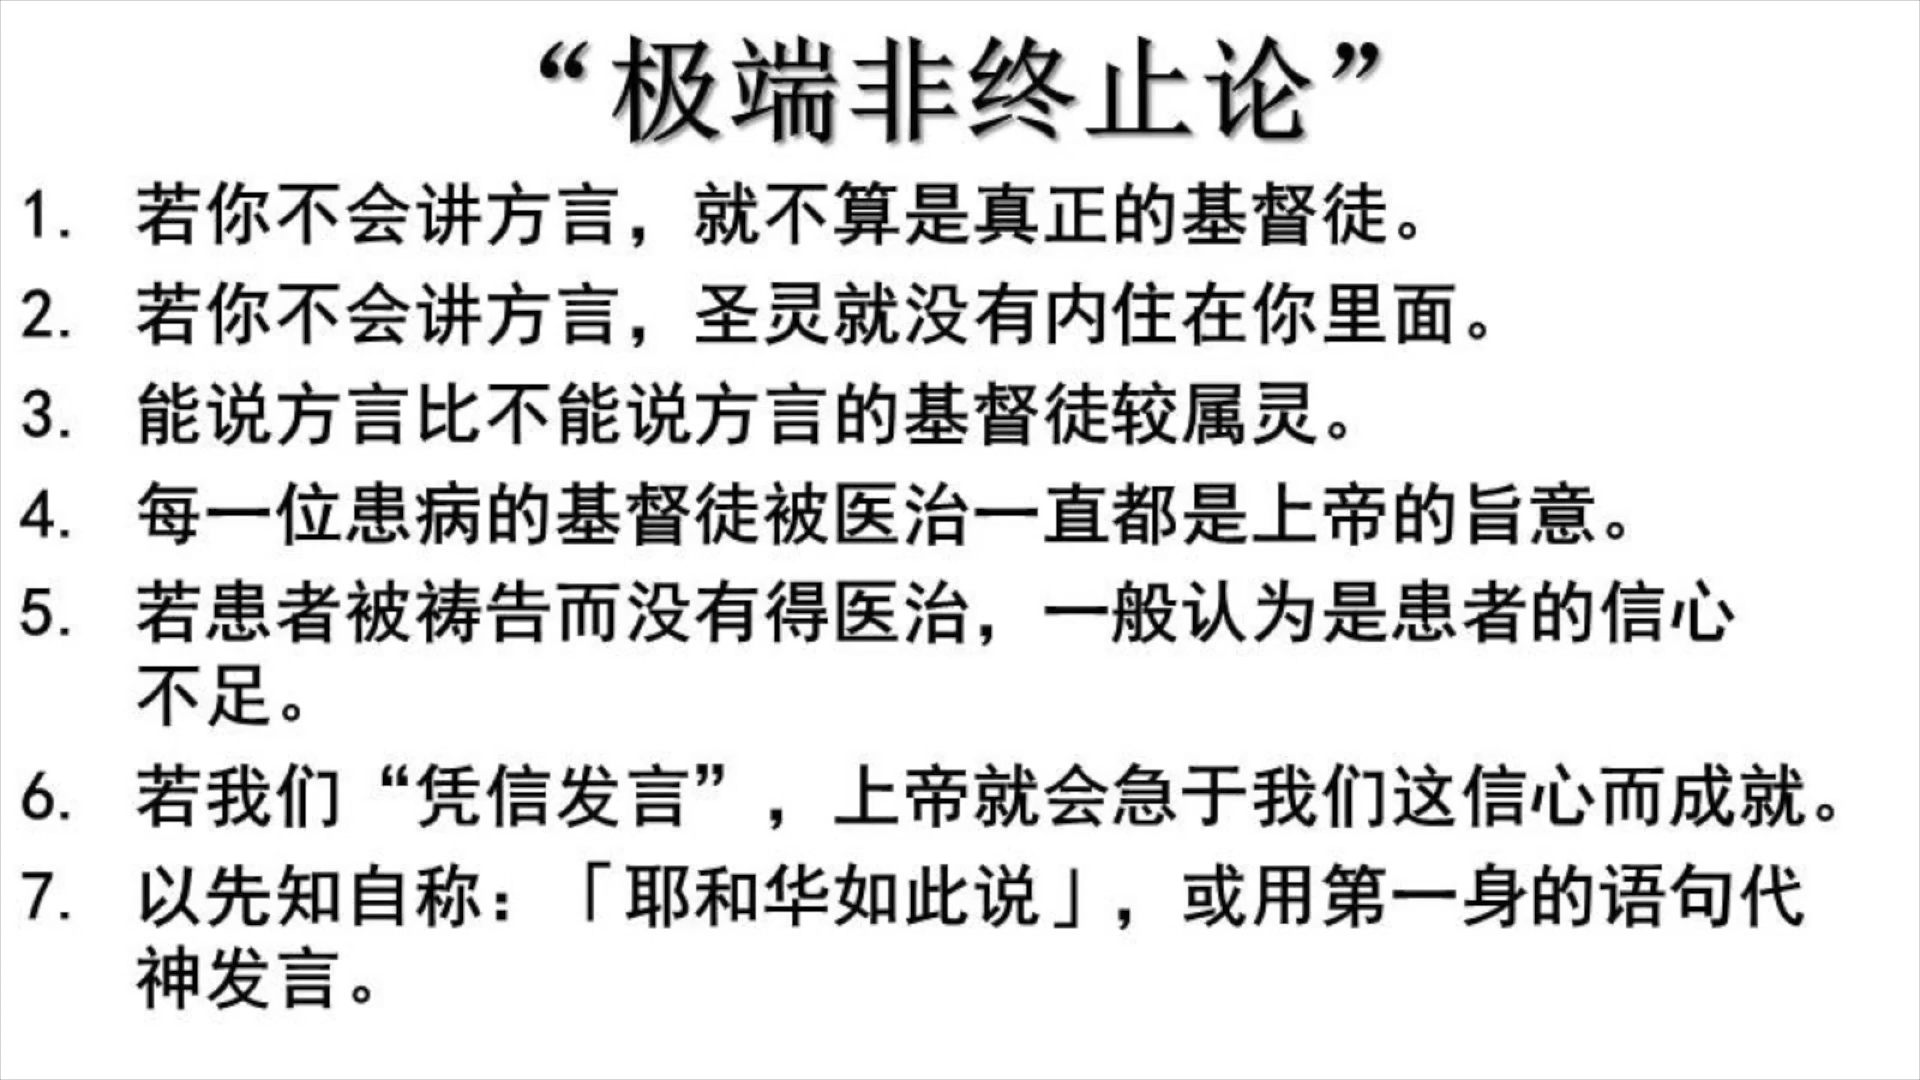 “极端非终止论”
1. 若你不会讲方言，就不算是真正的基督徒。
2. 若你不会讲方言，圣灵就没有内住在你里面。
3. 能说方言比不能说方言的基督徒较属灵。
4. 每一位患病的基督徒被医治一直都是上帝的旨意。
5. 若患者被祷告而没有得医治，一般认为是患者的信心
不足。
6. 若我们“凭信发言”，上帝就会急于我们这信心而成就。
7. 以先知自称：「耶和华如此说」，或用第一身的语句代
神发言。